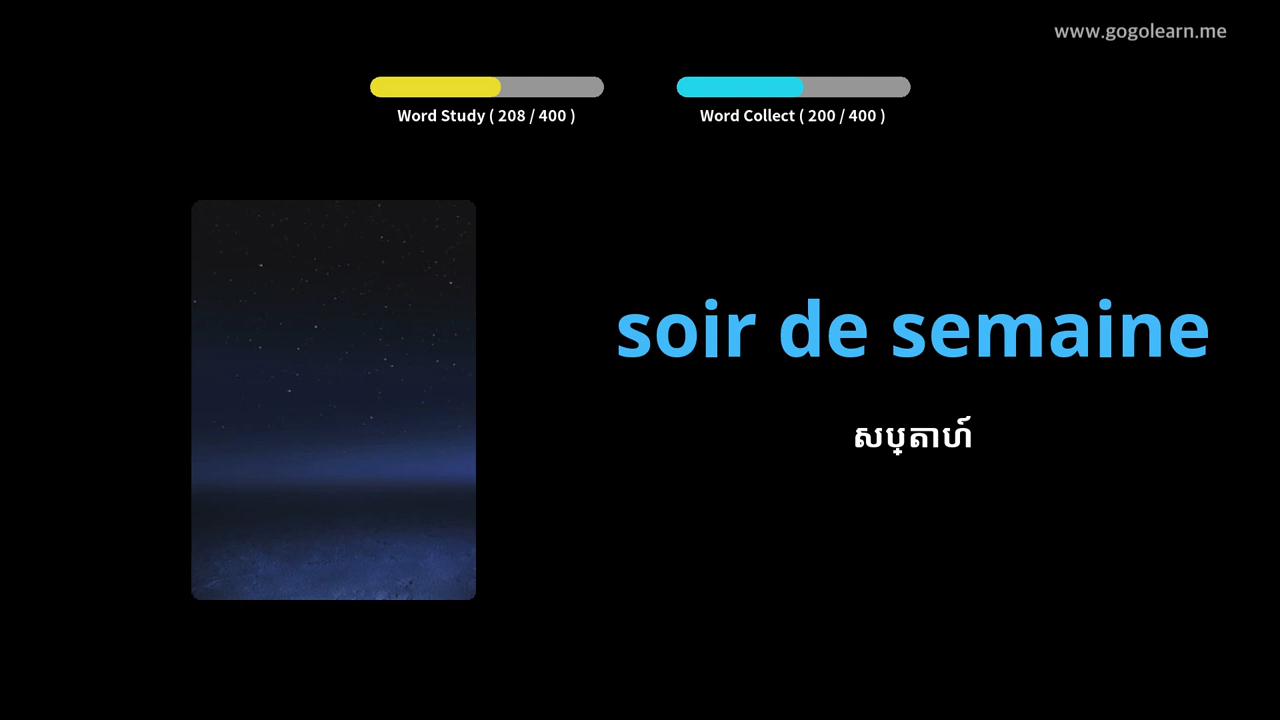 www.gogolearn.me
Word Study ( 208 / 400 )
Word Collect ( 200 / 400 )
soir de semaine
សប្តាហ៍